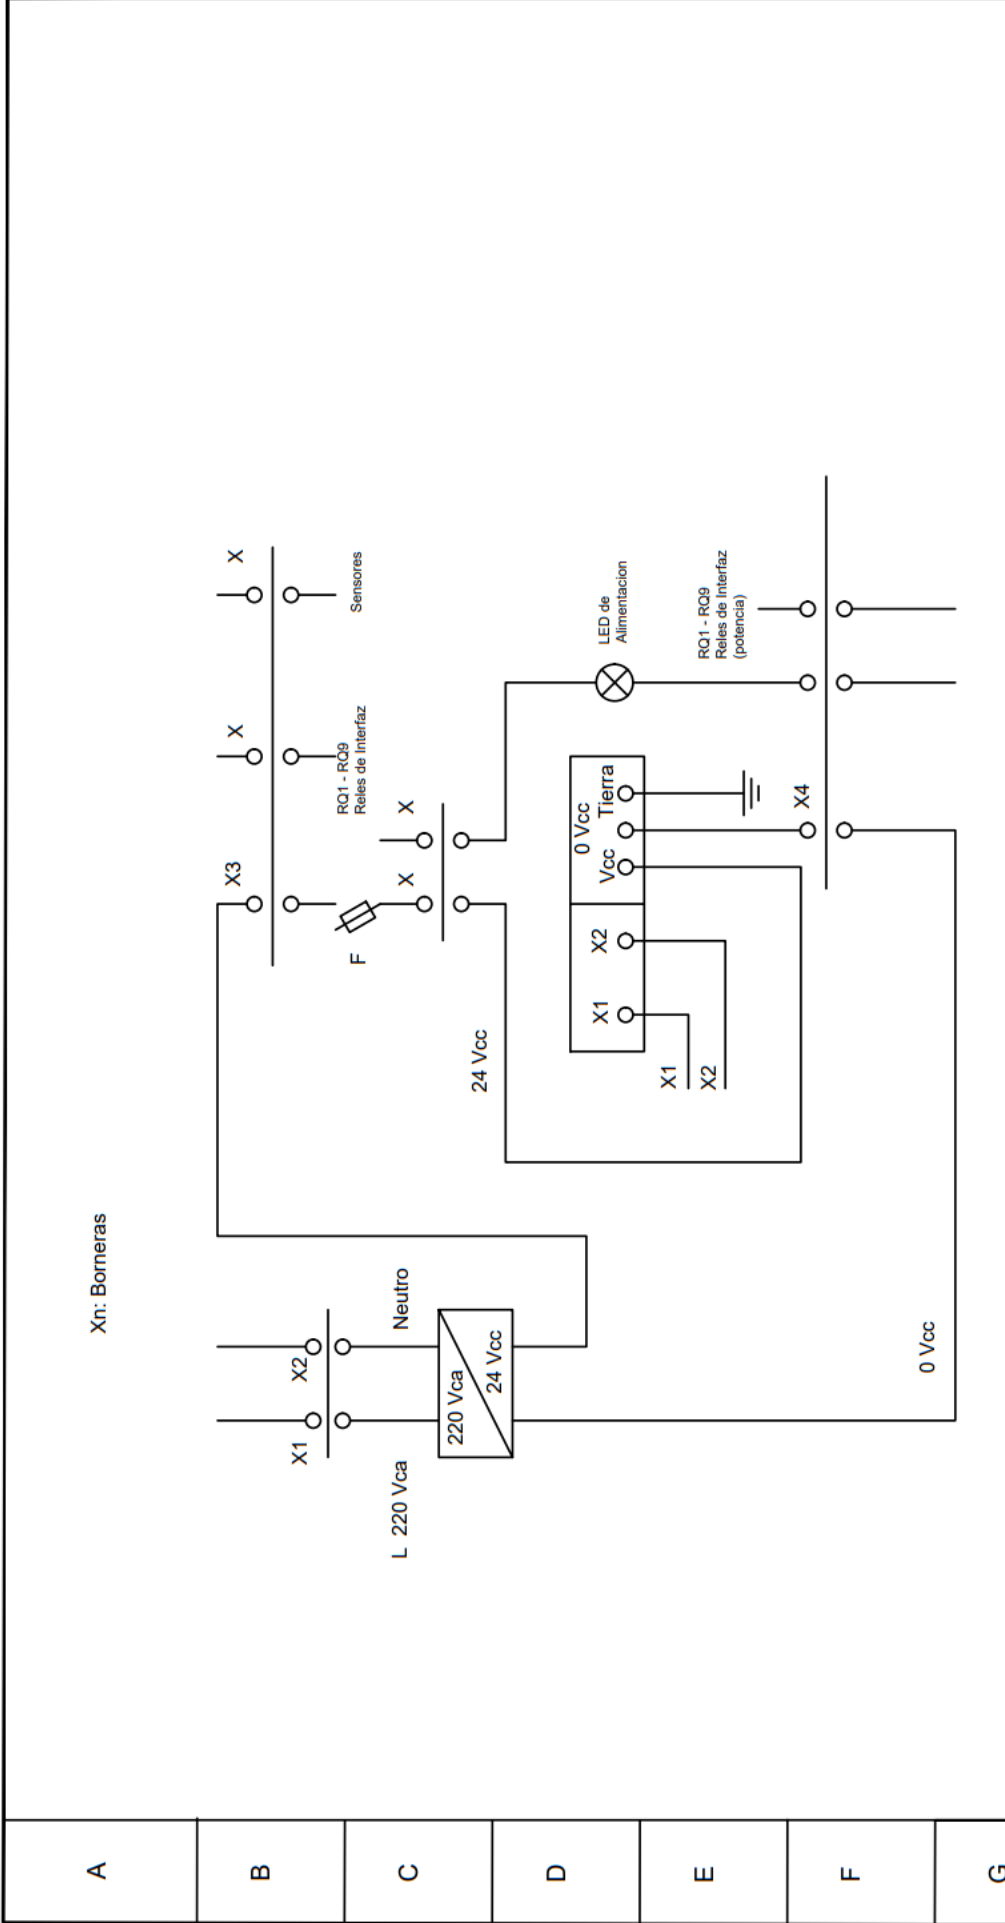 Xn: Borneras
X3
X
X
X1
X2
RQ1 - RQ9
Reles de Interfaz
Sensores
F
X
X
L 220 Vca
Neutro
220 Vca
24 Vcc
24 Vcc
X1
X2
Vcc
0 Vcc
Tierra
LED de
Alimentacion
X1
X2
RQ1 - RQ9
Reles de Interfaz
(potencia)
X4
0 Vcc
A
B
C
D
E
F
G